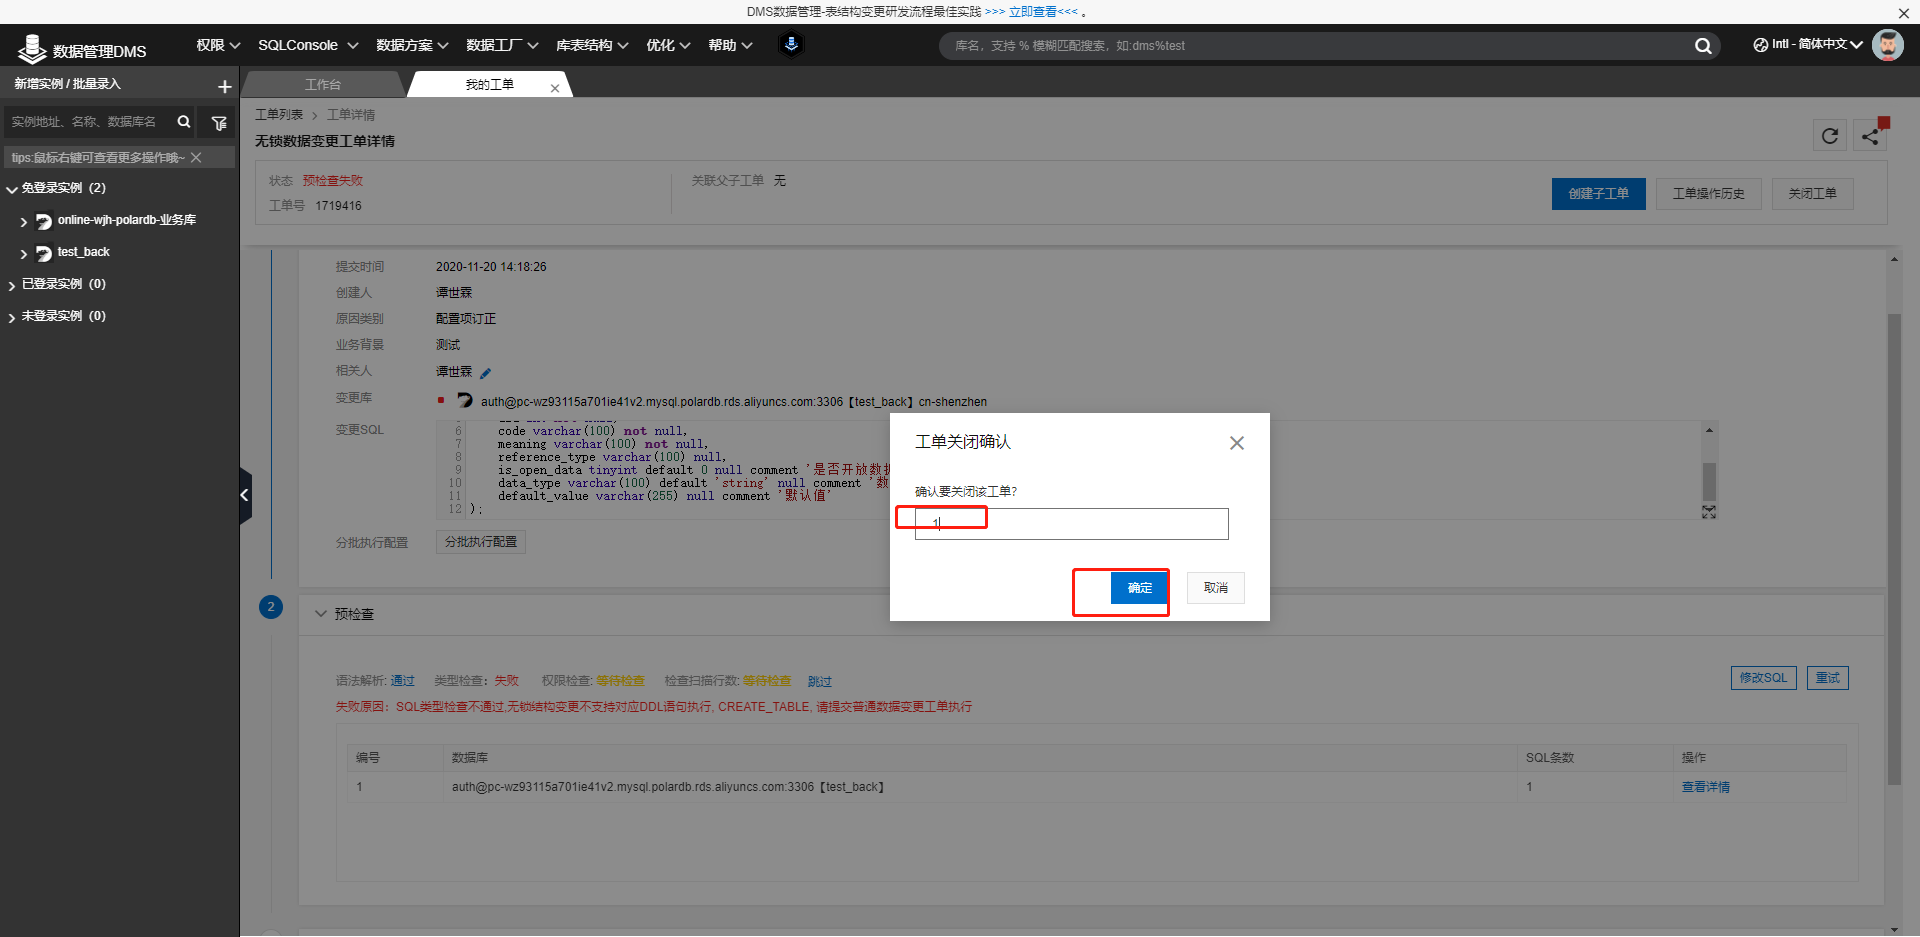 DMS数据管理-表结构变更研发流程最佳实践 >>> 立即查看<<< 。
数据管理DMS
权限 SQLConsole 数据方案 数据工厂 库表结构 优化 帮助
库名，支持 % 模糊匹配搜索，如:dms%test
Intl - 简体中文
新增实例 / 批量录入
工作台
我的工单
实例地址、名称、数据库名
tips:鼠标右键可查看更多操作哦~
免登录实例（2）
online-wjh-polardb-业务库
test_back
已登录实例（0）
未登录实例（0）
工单列表 > 工单详情
无锁数据变更工单详情
状态 预检查失败
关联父子工单 无
工单号 1719416
创建子工单 工单操作历史 关闭工单
提交时间 2020-11-20 14:18:26
创建人 谭世霖
原因类别 配置项订正
业务背景 测试
相关人 谭世霖
变更库 auth@pc-wz93115a701ie41v2.mysql.polardb.rds.aliyuncs.com:3306【test_back】cn-shenzhen
变更SQL
6 code varchar(100) not null,
7 meaning varchar(100) not null,
8 reference_type varchar(100) null,
9 is_open_data tinyint default 0 null comment '是否开放数据
10 data_type varchar(100) default 'string' null comment '数
11 default_value varchar(255) null comment '默认值'
12 );
分批执行配置 分批执行配置
工单关闭确认
确认要关闭该工单?
1
确定 取消
2 预检查
语法解析: 通过 类型检查: 失败 权限检查: 等待检查 检查扫描行数: 等待检查 跳过
修改SQL 重试
失败原因：SQL类型检查不通过,无锁结构变更不支持对应DDL语句执行, CREATE_TABLE, 请提交普通数据变更工单执行
编号 数据库 SQL条数 操作
1 auth@pc-wz93115a701ie41v2.mysql.polardb.rds.aliyuncs.com:3306【test_back】 1 查看详情